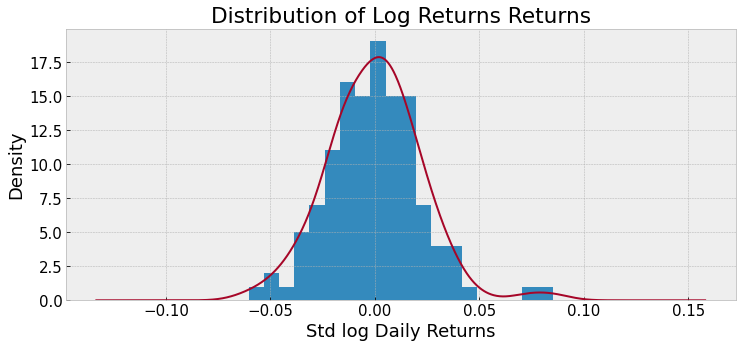 Distribution of Log Returns Returns
Density
17.5
15.0
12.5
10.0
7.5
5.0
2.5
0.0
−0.10 −0.05 0.00 0.05 0.10 0.15
Std log Daily Returns